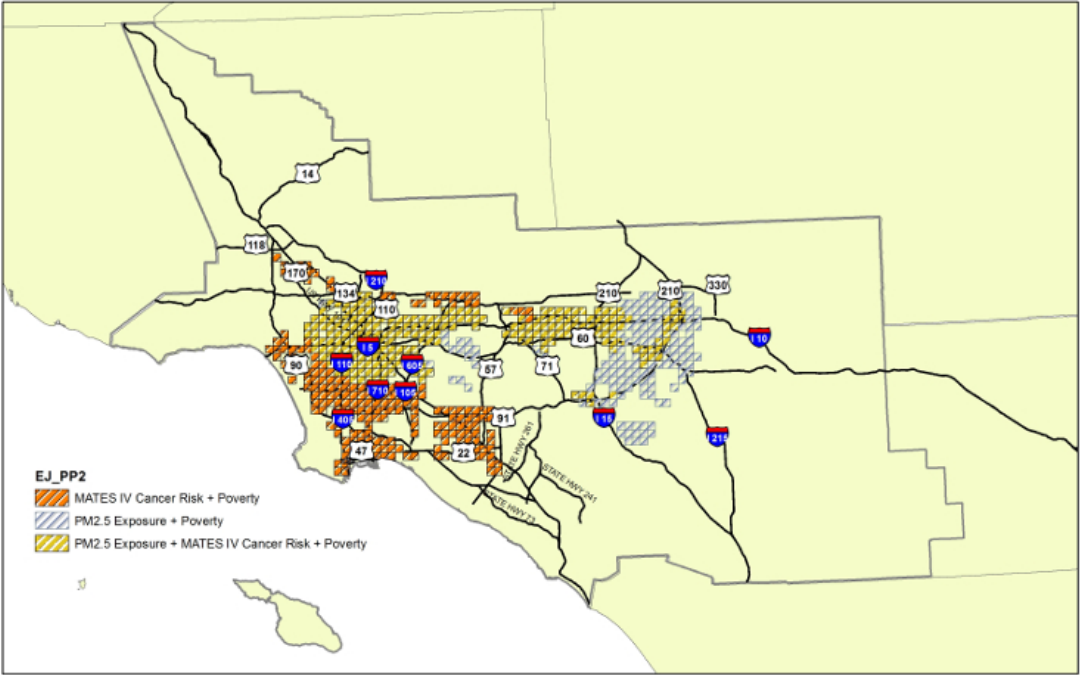 14
118
170
I 210
134
110
210
210
330
I 10
60
I 5
90
I 110
605
57
71
I 710
I 105
I 405
91
I 15
I 215
47
22
STATE HWY 261
STATE HWY 241
STATE HWY 73
EJ_PP2
MATES IV Cancer Risk + Poverty
PM2.5 Exposure + Poverty
PM2.5 Exposure + MATES IV Cancer Risk + Poverty